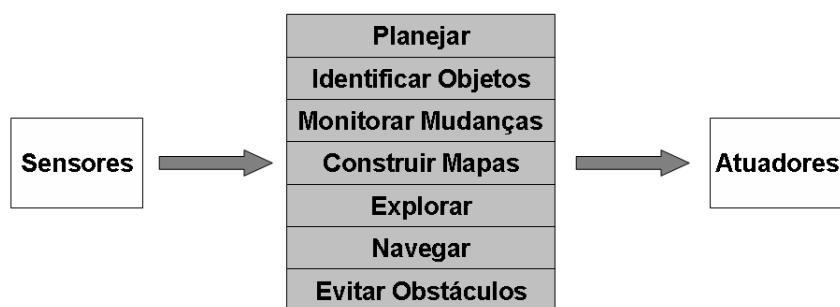 Sensores
Planejar
Identificar Objetos
Monitorar Mudanças
Construir Mapas
Explorar
Navegar
Evitar Obstáculos
Atuadores